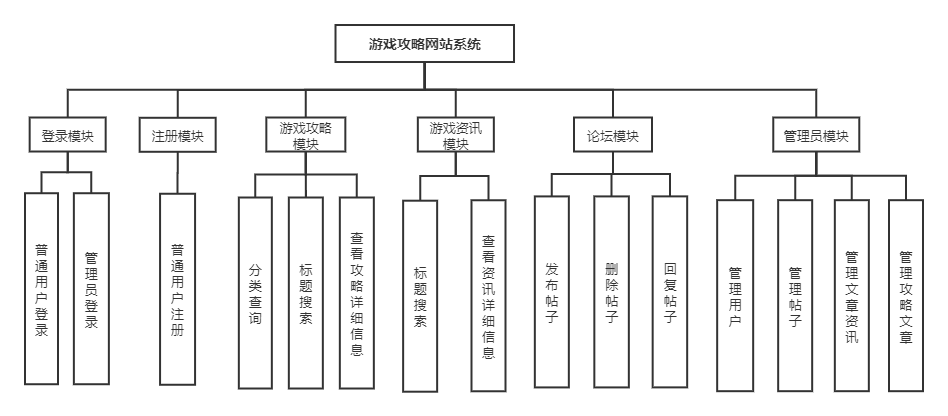 游戏攻略网站系统
登录模块
注册模块
游戏攻略
模块
游戏资讯
模块
论坛模块
管理员模块
普通用户登录
管理员登录
普通用户注册
分类查询
标题搜索
查看攻略详细信息
标题搜索
查看资讯详细信息
发布帖子
删除帖子
回复帖子
管理用户
管理帖子
管理文章资讯
管理攻略文章